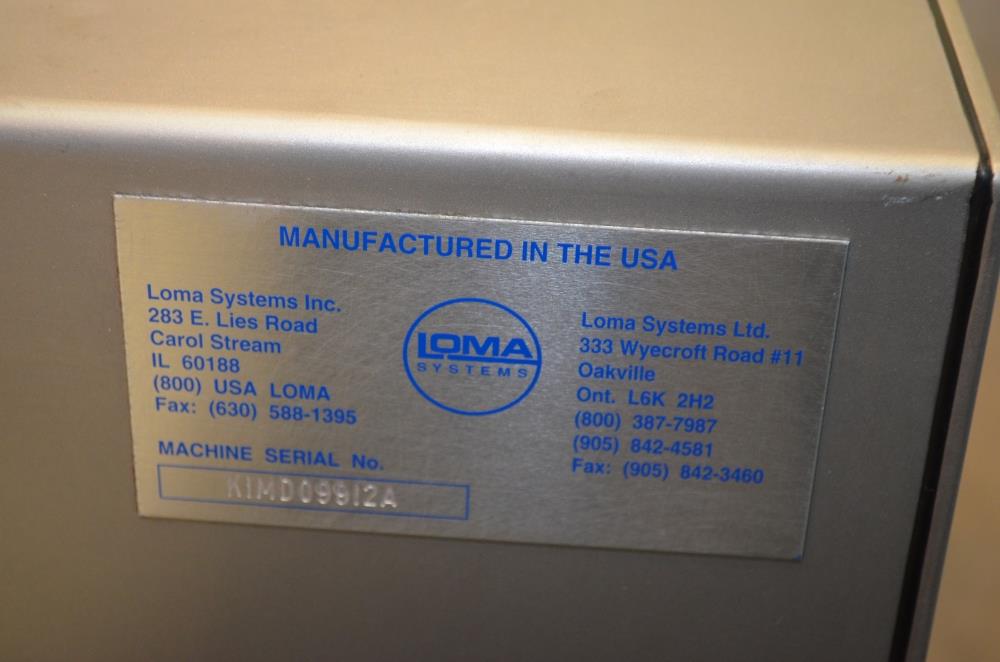 MANUFACTURED IN THE USA
Loma Systems Inc.
283 E. Lies Road
Carol Stream
IL 60188
(800) USA LOMA
Fax: (630) 588-1395
MACHINE SERIAL No.
K1MD09912A
LOMA
SYSTEMS
Loma Systems Ltd.
333 Wyecroft Road #11
Oakville
Ont. L6K 2H2
(800) 387-7987
(905) 842-4581
Fax: (905) 842-3460